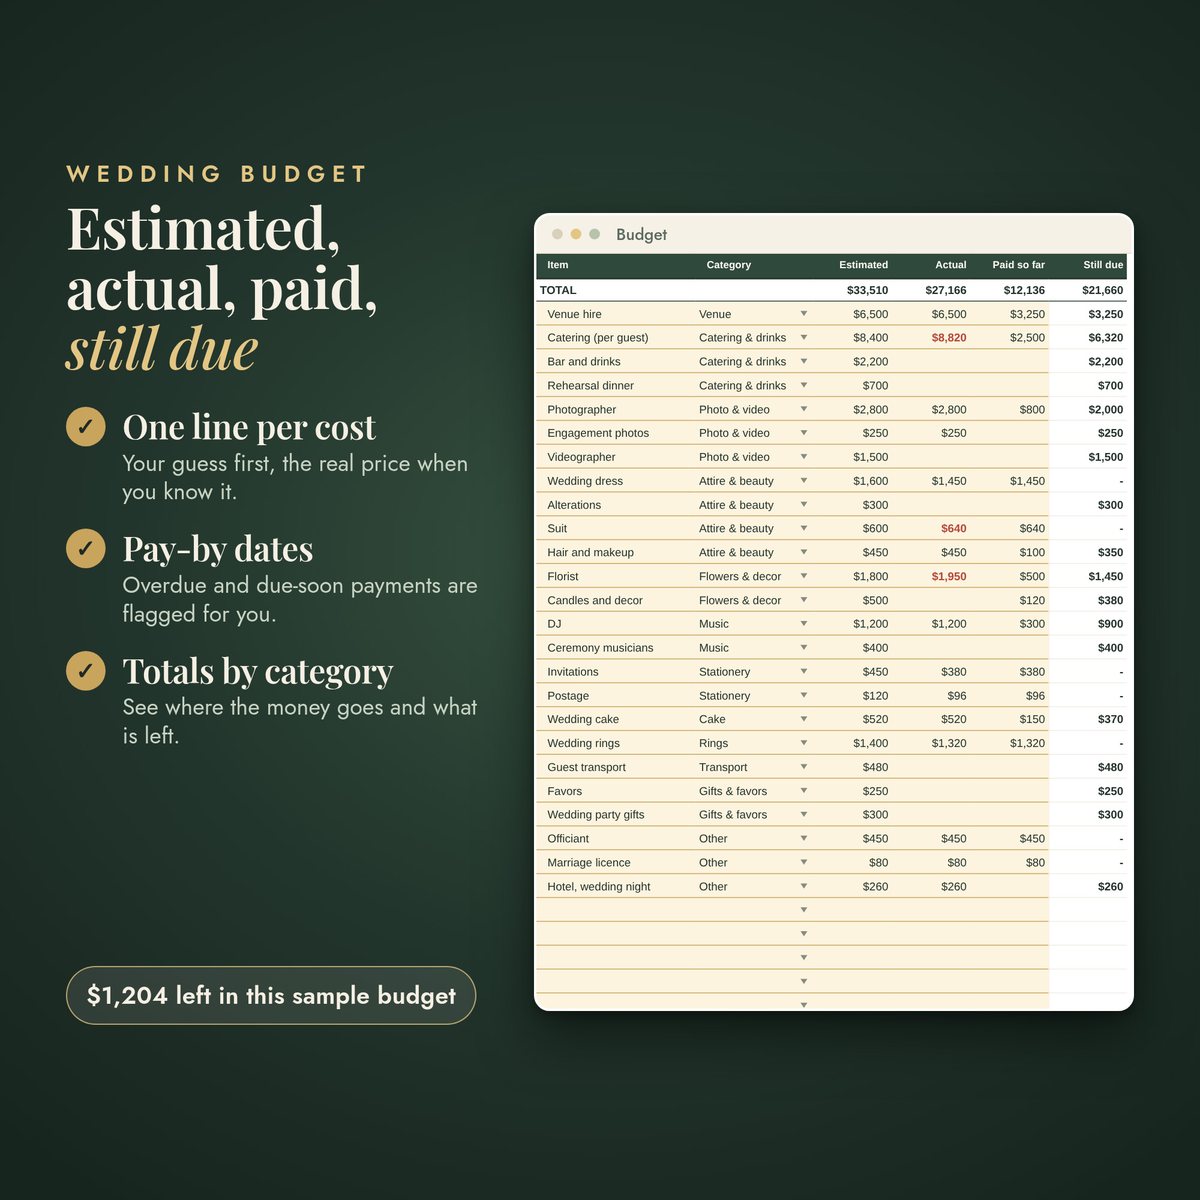 WEDDING BUDGET
Estimated,
actual, paid,
still due
✓ One line per cost
Your guess first, the real price when
you know it.
✓ Pay-by dates
Overdue and due-soon payments are
flagged for you.
✓ Totals by category
See where the money goes and what
is left.
$1,204 left in this sample budget
Budget
Item Category Estimated Actual Paid so far Still due
TOTAL $33,510 $27,166 $12,136 $21,660
Venue hire Venue $6,500 $6,500 $3,250 $3,250
Catering (per guest) Catering & drinks $8,400 $8,820 $2,500 $6,320
Bar and drinks Catering & drinks $2,200 $2,200
Rehearsal dinner Catering & drinks $700 $700
Photographer Photo & video $2,800 $2,800 $800 $2,000
Engagement photos Photo & video $250 $250 $250
Videographer Photo & video $1,500 $1,500
Wedding dress Attire & beauty $1,600 $1,450 $1,450 -
Alterations Attire & beauty $300 $300
Suit Attire & beauty $600 $640 $640 -
Hair and makeup Attire & beauty $450 $450 $100 $350
Florist Flowers & decor $1,800 $1,950 $500 $1,450
Candles and decor Flowers & decor $500 $120 $380
DJ Music $1,200 $1,200 $300 $900
Ceremony musicians Music $400 $400
Invitations Stationery $450 $380 $380 -
Postage Stationery $120 $96 $96 -
Wedding cake Cake $520 $520 $150 $370
Wedding rings Rings $1,400 $1,320 $1,320 -
Guest transport Transport $480 $480
Favors Gifts & favors $250 $250
Wedding party gifts Gifts & favors $300 $300
Officiant Other $450 $450 $450 -
Marriage licence Other $80 $80 $80 -
Hotel, wedding night Other $260 $260 $260